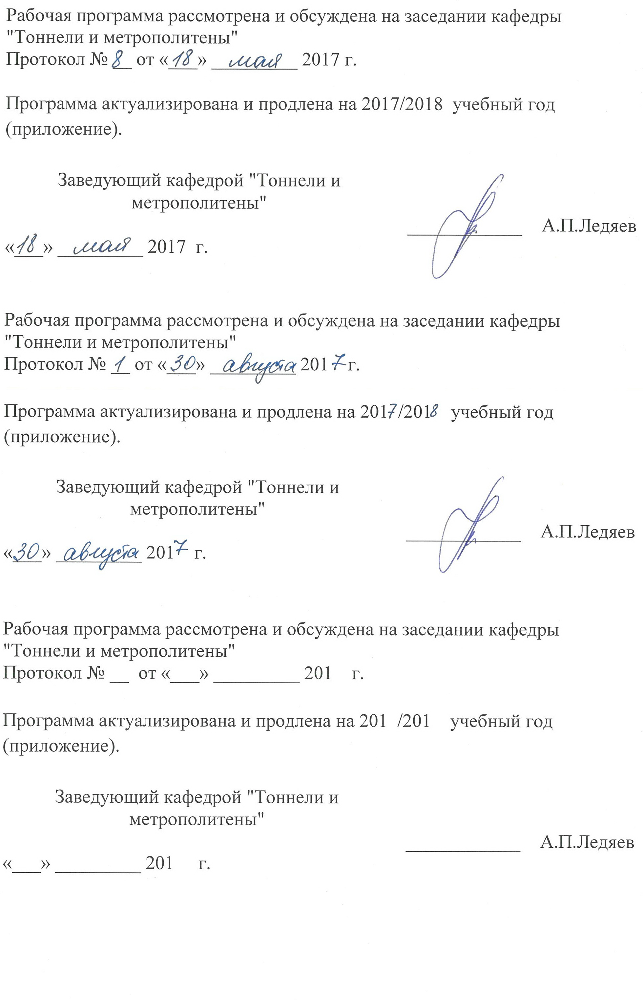 Рабочая программа рассмотрена и обсуждена на заседании кафедры
"Тоннели и метрополитены"
Протокол № 8 от «18» мая 2017 г.
Программа актуализирована и продлена на 2017/2018 учебный год
(приложение).
Заведующий кафедрой "Тоннели и
метрополитены"
А.П.Ледяев
«18» мая 2017 г.
Рабочая программа рассмотрена и обсуждена на заседании кафедры
"Тоннели и метрополитены"
Протокол № 1 от «30» августа 2017 г.
Программа актуализирована и продлена на 2017/2018 учебный год
(приложение).
Заведующий кафедрой "Тоннели и
метрополитены"
А.П.Ледяев
«30» августа 2017 г.
Рабочая программа рассмотрена и обсуждена на заседании кафедры
"Тоннели и метрополитены"
Протокол № __ от «___» _________ 201 г.
Программа актуализирована и продлена на 201 /201 учебный год
(приложение).
Заведующий кафедрой "Тоннели и
метрополитены"
____________ А.П.Ледяев
«___» _________ 201 г.